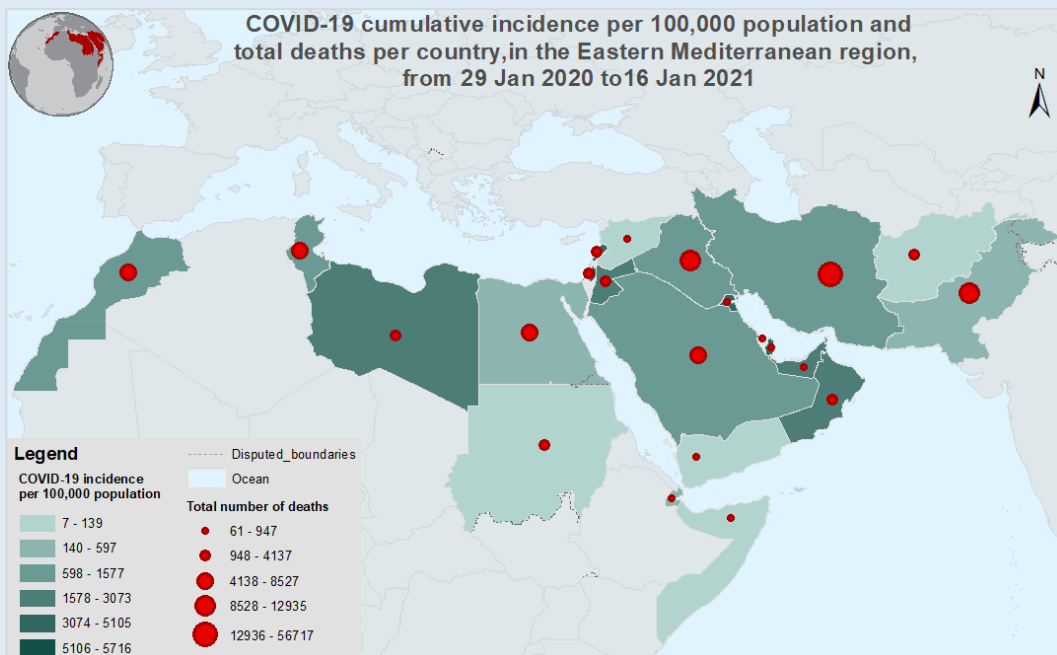 COVID-19 cumulative incidence per 100,000 population and
total deaths per country,in the Eastern Mediterranean region,
from 29 Jan 2020 to16 Jan 2021
N
Legend
COVID-19 incidence
per 100,000 population
7 - 139
140 - 597
598 - 1577
1578 - 3073
3074 - 5105
5106 - 5716
Disputed_boundaries
Ocean
Total number of deaths
61 - 947
948 - 4137
4138 - 8527
8528 - 12935
12936 - 56717